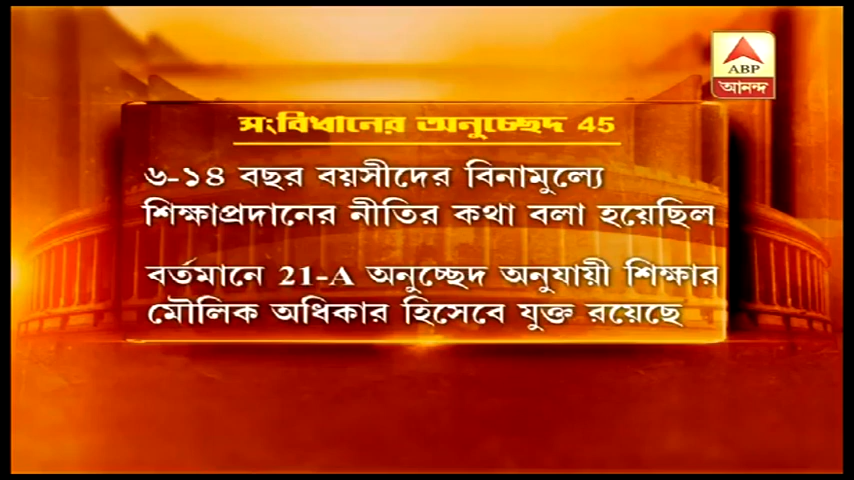 ABP
আনন্দ
সংবিধানের অনুচ্ছেদ 45
৬-১৪ বছর বয়সীদের বিনামুল্যে
শিক্ষাপ্রদানের নীতির কথা বলা হয়েছিল
বর্তমানে 21-A অনুচ্ছেদ অনুযায়ী শিক্ষার
মৌলিক অধিকার হিসেবে যুক্ত রয়েছে